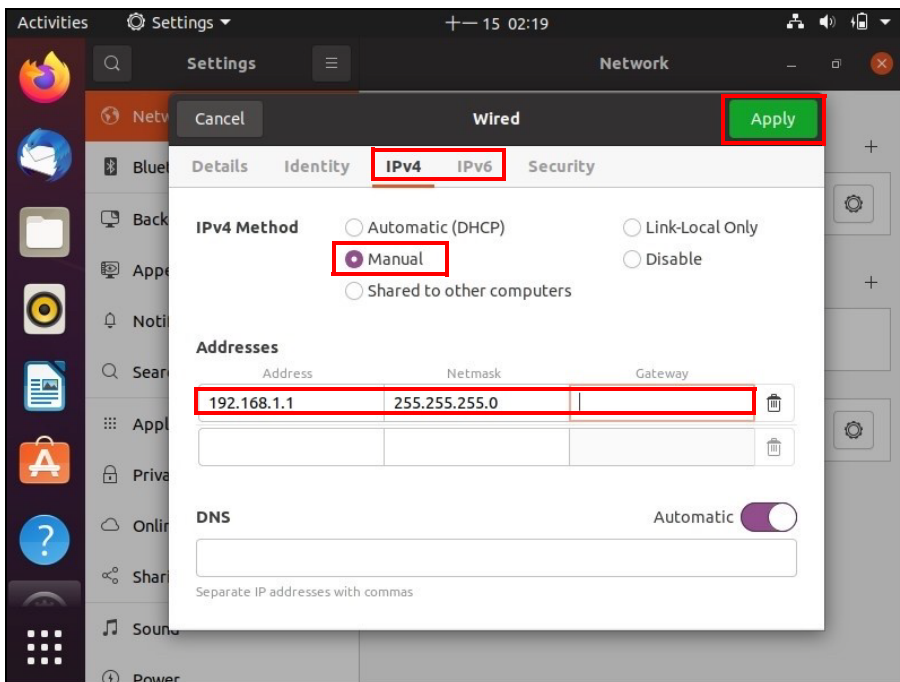 Activities Settings 十一 15 02:19
Settings Network
Cancel Wired Apply
Details Identity IPv4 IPv6 Security
IPv4 Method Automatic (DHCP) Link-Local Only
Manual Disable
Shared to other computers
Addresses
Address Netmask Gateway
192.168.1.1 255.255.255.0
DNS Automatic
Separate IP addresses with commas
Netw
Bluet
Back
Appe
Notif
Sear
Appl
Priva
Onlin
Shari
Sound
Power